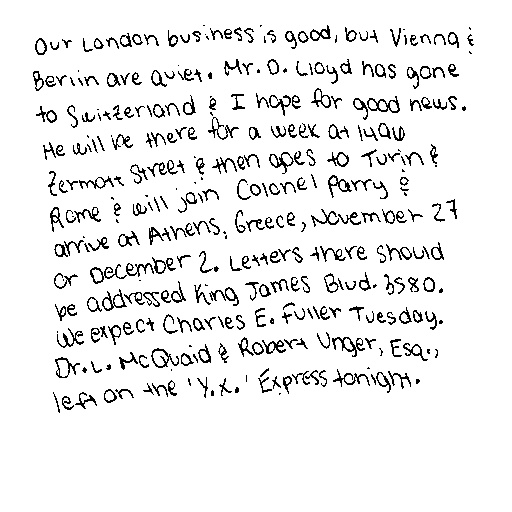 Our London business is good, but Vienna &
Berlin are quiet. Mr. D. Lloyd has gone
to Switzerland & I hope for good news.
He will be there for a week at 1496
Zermott Street & then goes to Turin &
Rome & will join Colonel Parry &
arrive at Athens, Greece, November 27
or December 2. Letters there should
be addressed King James Blvd. 3580.
We expect Charles E. Fuller Tuesday.
Dr. L. McQuaid & Robert Unger, Esq.,
left on the 'Y.X.' Express tonight.